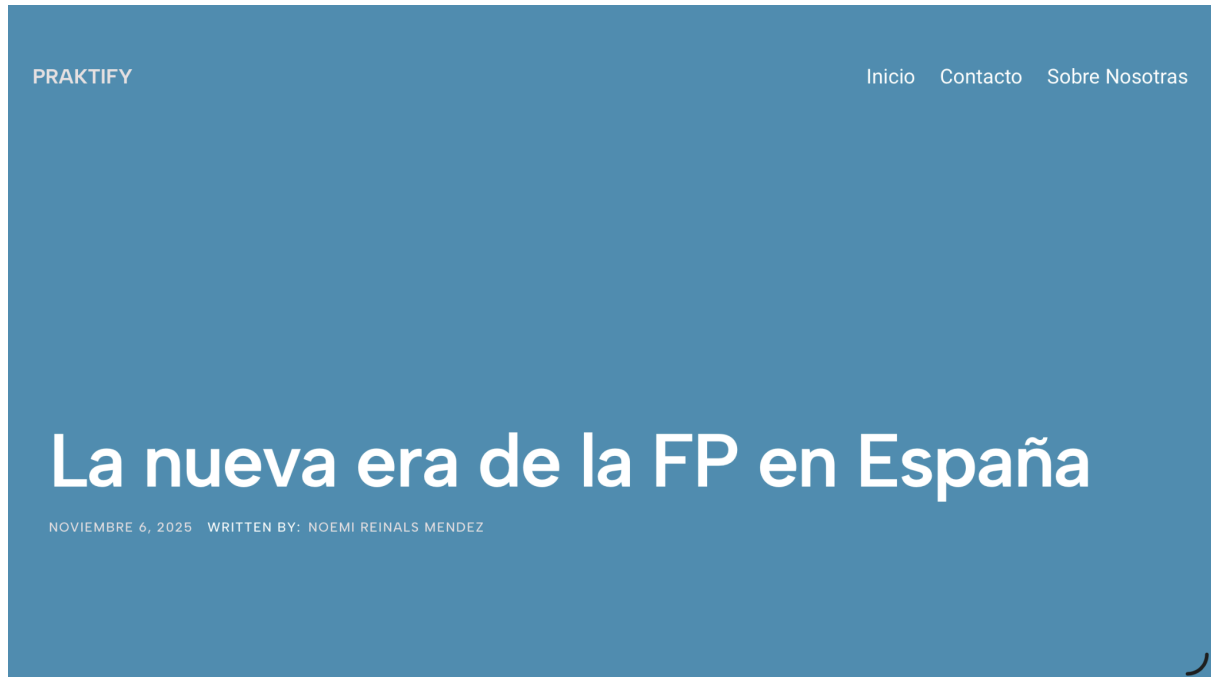 PRAKTIFY
Inicio Contacto Sobre Nosotras
La nueva era de la FP en España
NOVIEMBRE 6, 2025 WRITTEN BY: NOEMI REINALS MENDEZ